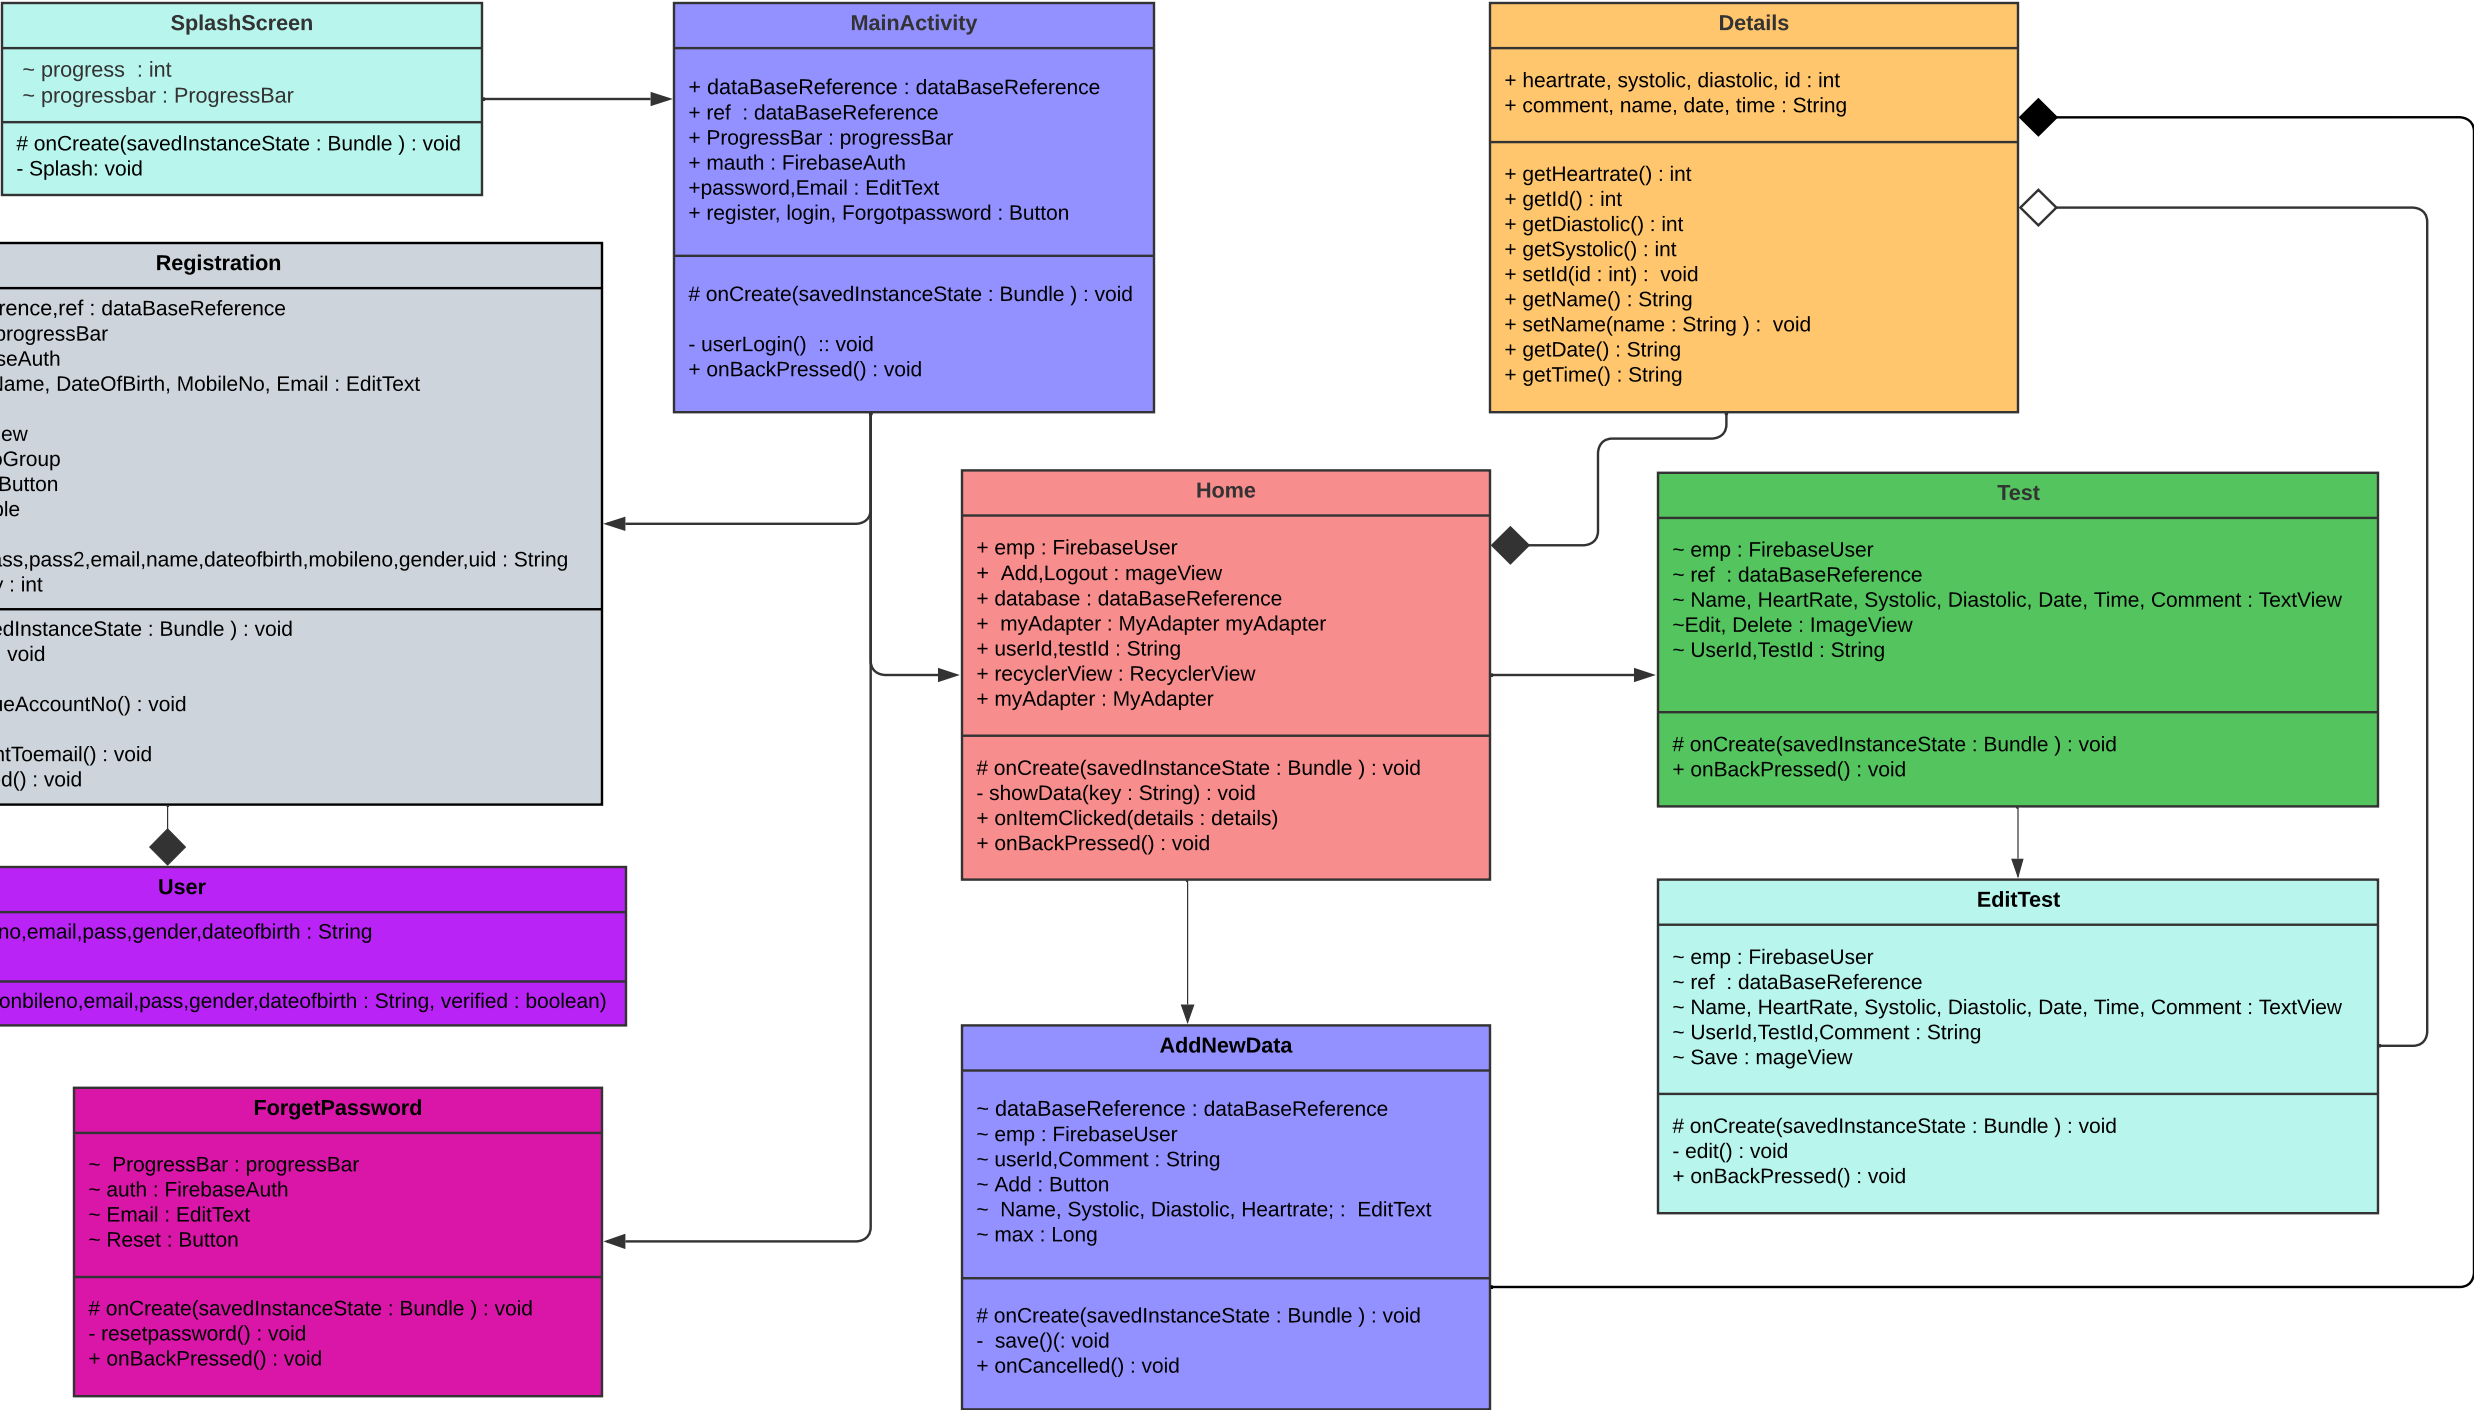 SplashScreen
~ progress  : int
~ progressbar : ProgressBar
# onCreate(savedInstanceState : Bundle ) : void
- Splash: void
MainActivity
+ dataBaseReference : dataBaseReference
+ ref  : dataBaseReference
+ ProgressBar : progressBar
+ mauth : FirebaseAuth
+password,Email : EditText
+ register, login, Forgotpassword : Button
# onCreate(savedInstanceState : Bundle ) : void
- userLogin()  :: void
+ onBackPressed() : void
Details
+ heartrate, systolic, diastolic, id : int
+ comment, name, date, time : String
+ getHeartrate() : int
+ getId() : int
+ getDiastolic() : int
+ getSystolic() : int
+ setId(id : int) :  void
+ getName() : String
+ setName(name : String ) :  void
+ getDate() : String
+ getTime() : String
Registration
rence,ref : dataBaseReference
progressBar
seAuth
Name, DateOfBirth, MobileNo, Email : EditText
ew
oGroup
Button
ble
ass,pass2,email,name,dateofbirth,mobileno,gender,uid : String
y : int
edInstanceState : Bundle ) : void
void
ueAccountNo() : void
ntToemail() : void
ed() : void
Home
+ emp : FirebaseUser
+  Add,Logout : mageView
+ database : dataBaseReference
+  myAdapter : MyAdapter myAdapter
+ userId,testId : String
+ recyclerView : RecyclerView
+ myAdapter : MyAdapter
# onCreate(savedInstanceState : Bundle ) : void
- showData(key : String) : void
+ onItemClicked(details : details)
+ onBackPressed() : void
Test
~ emp : FirebaseUser
~ ref  : dataBaseReference
~ Name, HeartRate, Systolic, Diastolic, Date, Time, Comment : TextView
~Edit, Delete : ImageView
~ UserId,TestId : String
# onCreate(savedInstanceState : Bundle ) : void
+ onBackPressed() : void
User
no,email,pass,gender,dateofbirth : String
onbileno,email,pass,gender,dateofbirth : String, verified : boolean)
EditTest
~ emp : FirebaseUser
~ ref  : dataBaseReference
~ Name, HeartRate, Systolic, Diastolic, Date, Time, Comment : TextView
~ UserId,TestId,Comment : String
~ Save : mageView
# onCreate(savedInstanceState : Bundle ) : void
- edit() : void
+ onBackPressed() : void
ForgetPassword
~  ProgressBar : progressBar
~ auth : FirebaseAuth
~ Email : EditText
~ Reset : Button
# onCreate(savedInstanceState : Bundle ) : void
- resetpassword() : void
+ onBackPressed() : void
AddNewData
~ dataBaseReference : dataBaseReference
~ emp : FirebaseUser
~ userId,Comment : String
~ Add : Button
~  Name, Systolic, Diastolic, Heartrate; :  EditText
~ max : Long
# onCreate(savedInstanceState : Bundle ) : void
-  save()(: void
+ onCancelled() : void